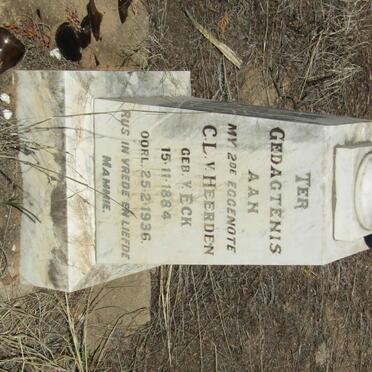 TER
GEDAGTENIS
AAN
MY 2DE EGGENOTE
C.L. V. HEERDEN
GEB. V. ECK
15-11-1884
OORL. 25-2-1936.
RUS IN VREDE EN LIEFDE
MAMMIE.